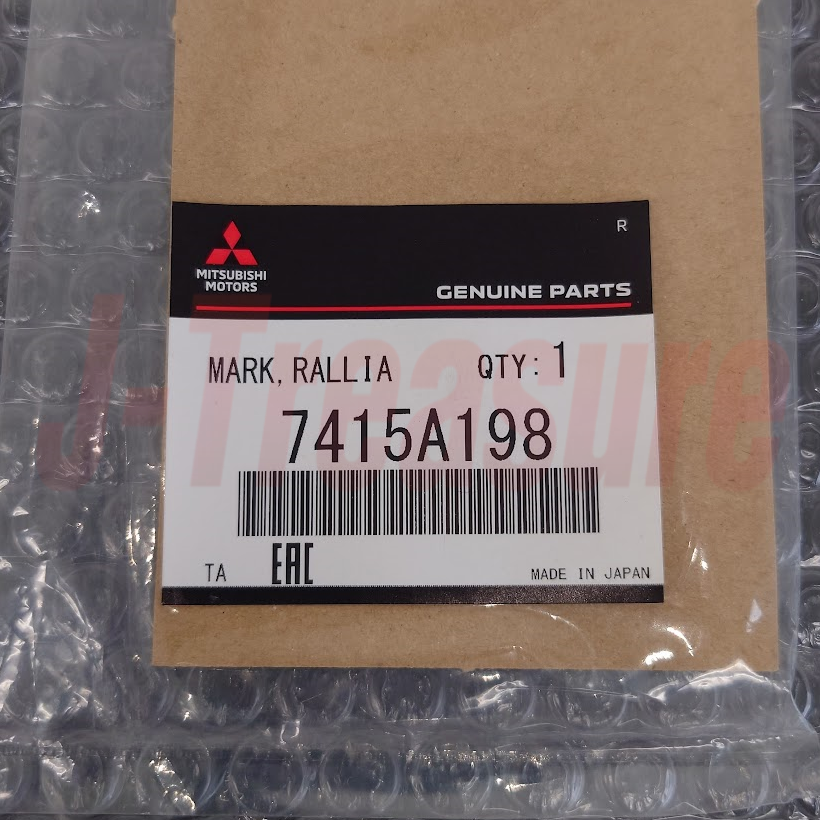 R
MITSUBISHI
MOTORS
GENUINE PARTS
MARK, RALLIA QTY: 1
7415A198
TA EAC MADE IN JAPAN
J-Treasure